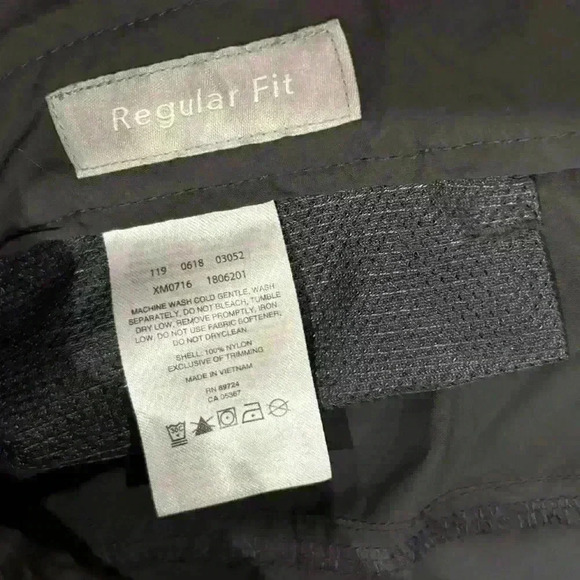 Regular Fit
119 0618 03052
XM0716 1806201
MACHINE WASH COLD GENTLE, WASH
SEPARATELY, DO NOT BLEACH, TUMBLE
DRY LOW, REMOVE PROMPTLY, IRON
LOW, DO NOT USE FABRIC SOFTENER,
DO NOT DRYCLEAN.
SHELL: 100% NYLON
EXCLUSIVE OF TRIMMING
MADE IN VIETNAM
RN 89724
CA 05367
30C